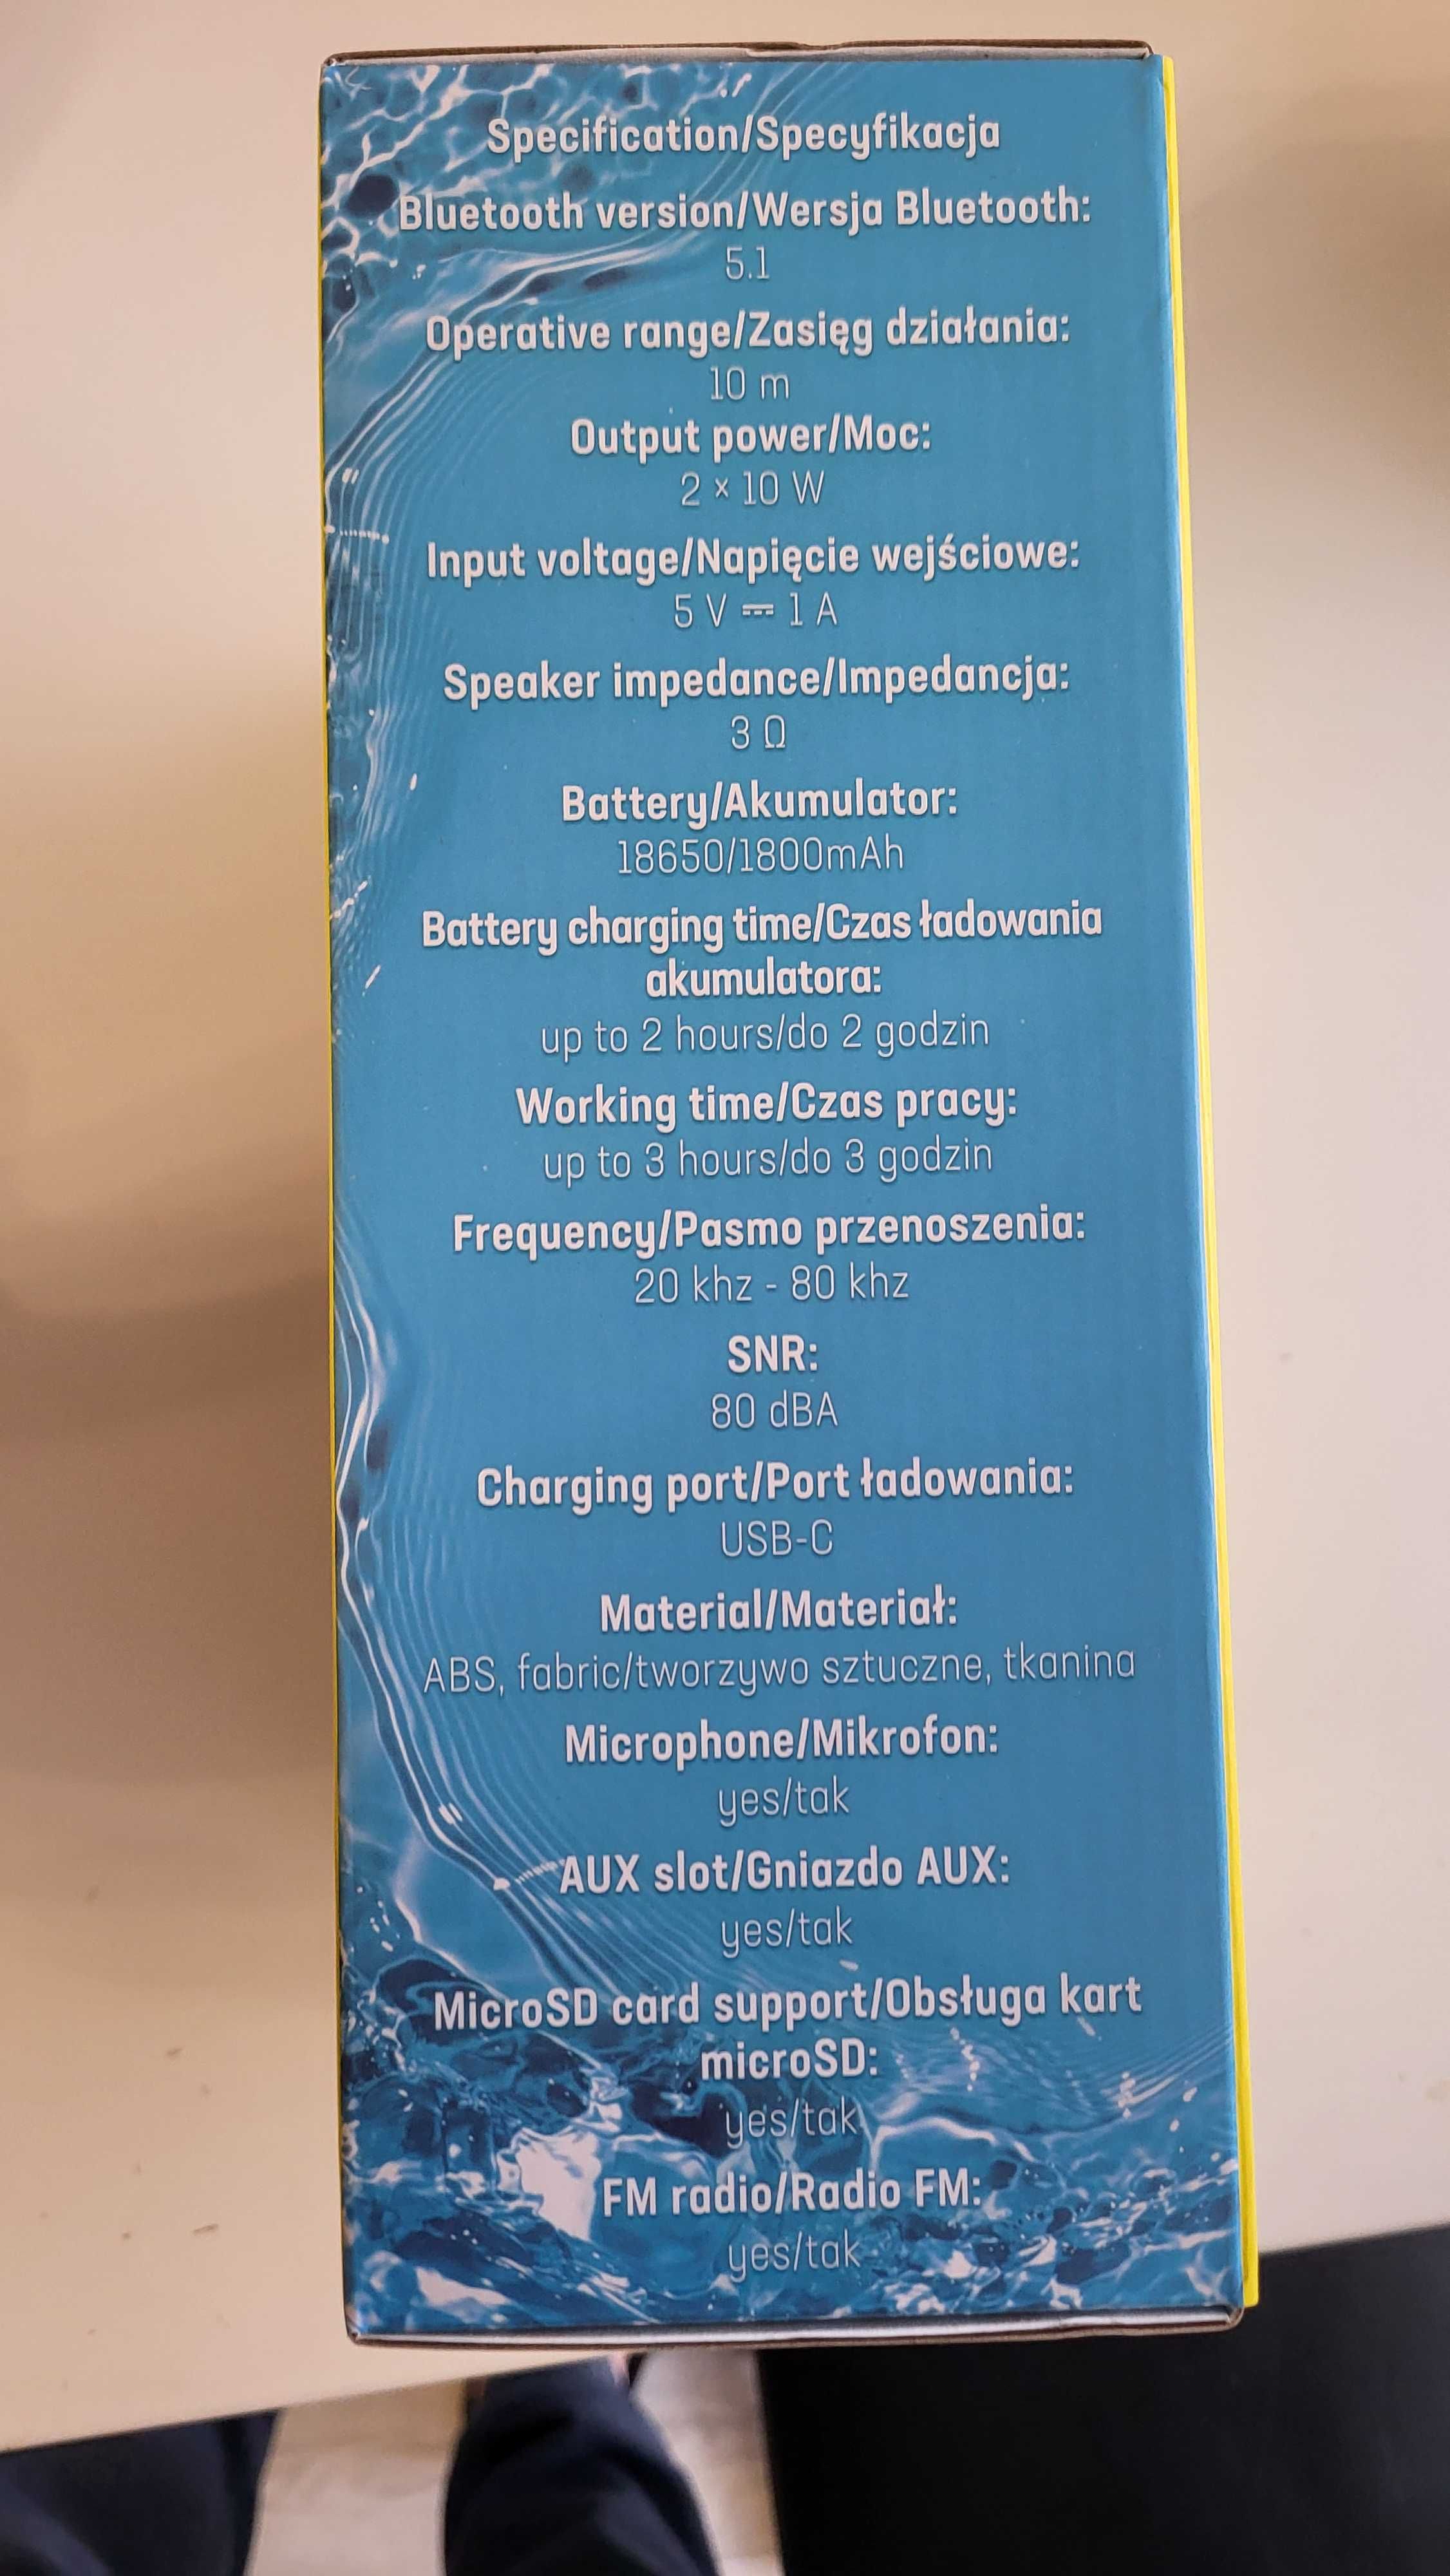 Specification/Specyfikacja
Bluetooth version/Wersja Bluetooth:
5.1
Operative range/Zasięg działania:
10 m
Output power/Moc:
2 × 10 W
Input voltage/Napięcie wejściowe:
5 V ⎓ 1 A
Speaker impedance/Impedancja:
3 Ω
Battery/Akumulator:
18650/1800mAh
Battery charging time/Czas ładowania
akumulatora:
up to 2 hours/do 2 godzin
Working time/Czas pracy:
up to 3 hours/do 3 godzin
Frequency/Pasmo przenoszenia:
20 khz - 80 khz
SNR:
80 dBA
Charging port/Port ładowania:
USB-C
Material/Materiał:
ABS, fabric/tworzywo sztuczne, tkanina
Microphone/Mikrofon:
yes/tak
AUX slot/Gniazdo AUX:
yes/tak
MicroSD card support/Obsługa kart
microSD:
yes/tak
FM radio/Radio FM:
yes/tak